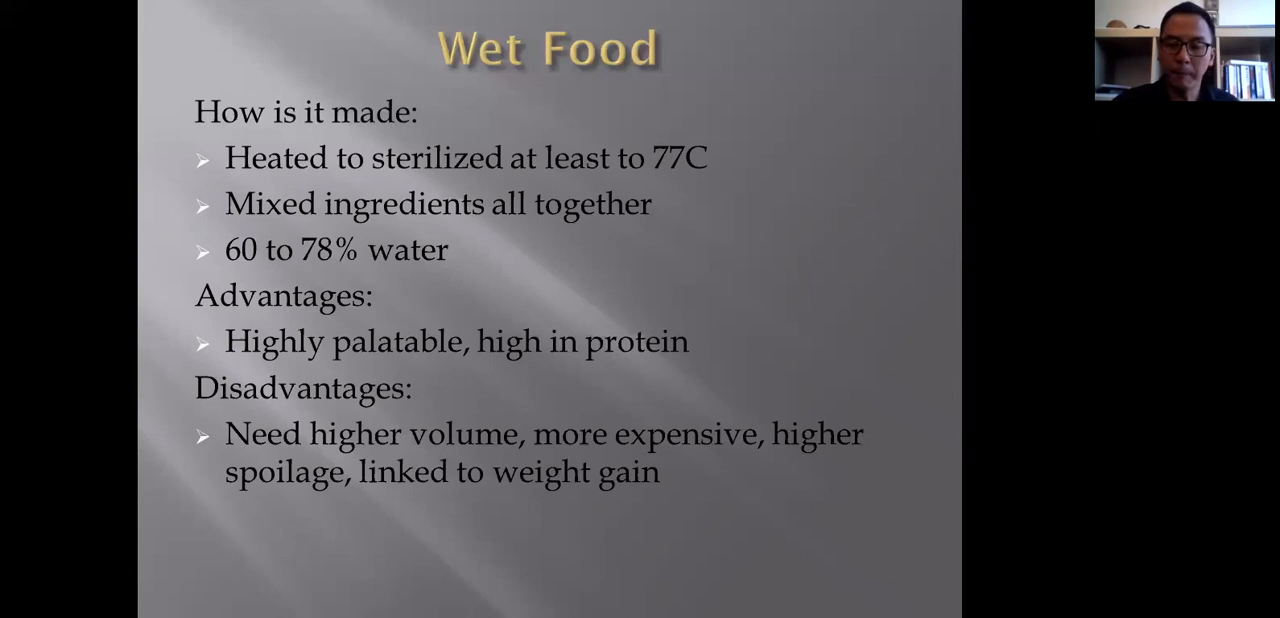 Wet Food
How is it made:
Heated to sterilized at least to 77C
Mixed ingredients all together
60 to 78% water
Advantages:
Highly palatable, high in protein
Disadvantages:
Need higher volume, more expensive, higher
spoilage, linked to weight gain